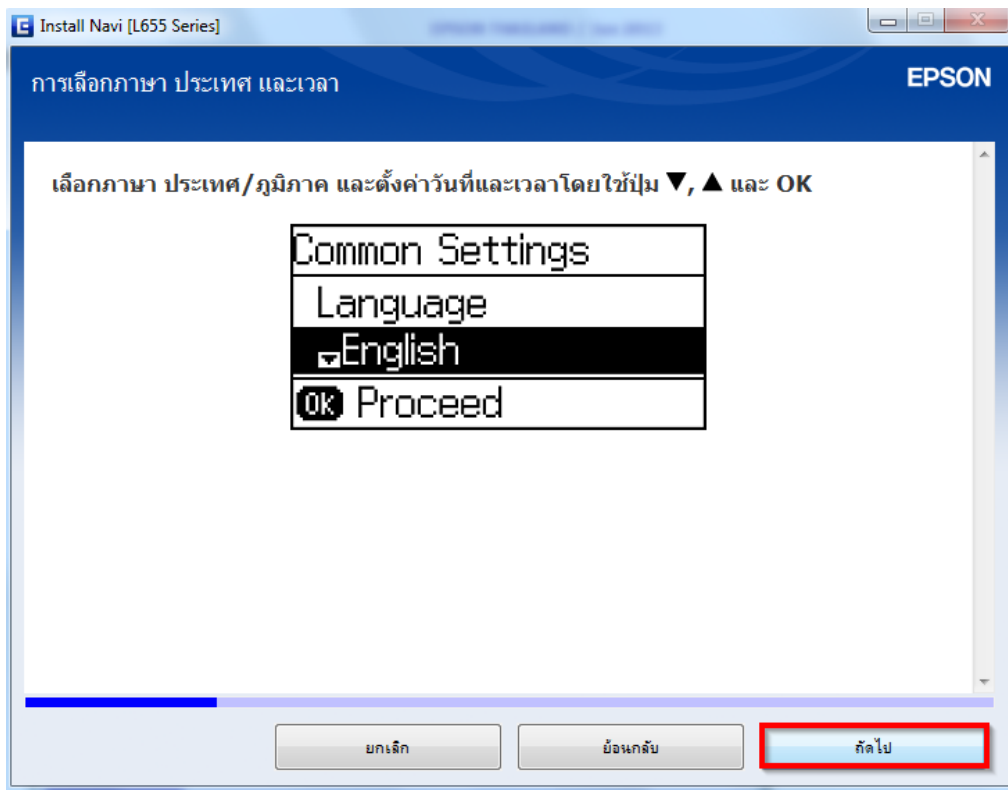 Install Navi [L655 Series]
การเลือกภาษา ประเทศ และเวลา
EPSON
เลือกภาษา ประเทศ/ภูมิภาค และตั้งค่าวันที่และเวลาโดยใช้ปุ่ม ▼, ▲ และ OK
Common Settings
Language
English
OK Proceed
ยกเลิก
ย้อนกลับ
ถัดไป